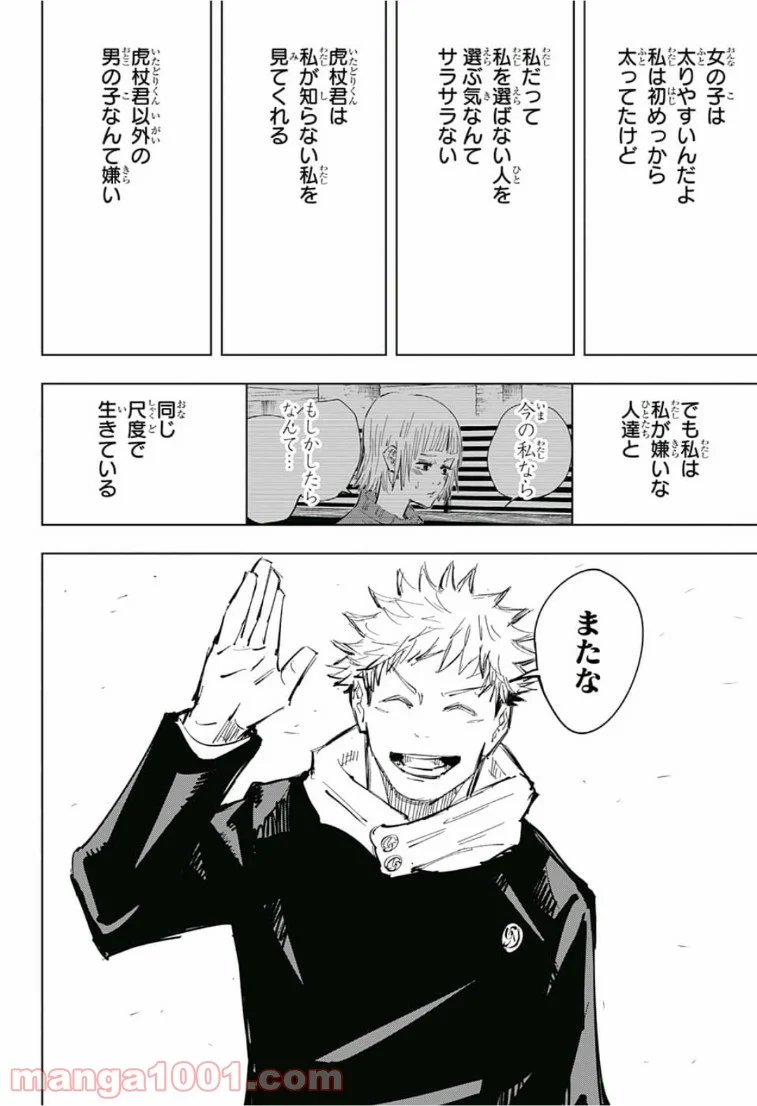 女の子は
太りやすいんだよ
私は初めっから
太ってたけど
私だって
私を選ばない人を
選ぶ気なんて
サラサラない
虎杖君は
私が知らない私を
見てくれる
虎杖君以外の
男の子なんて嫌い
でも私は
私が嫌いな
人達と
今の私なら
もしかしたら
なんて…
同じ
尺度で
生きている
またな
manga1001.com